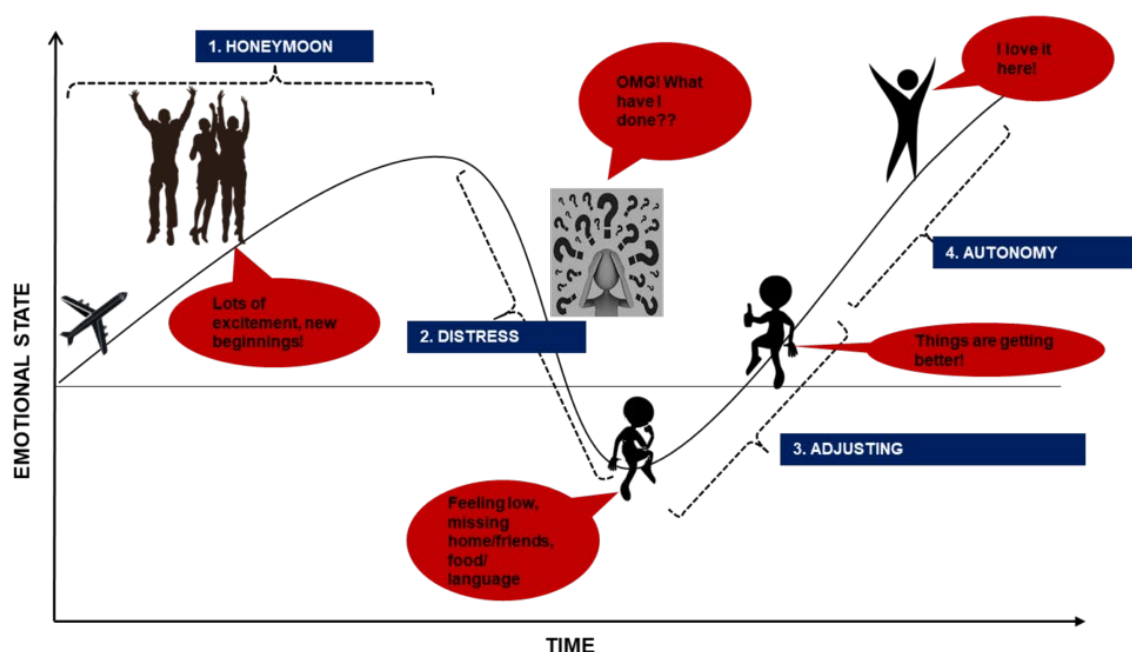 1. HONEYMOON
I love it
here!
OMG! What
have I
done??
4. AUTONOMY
Lots of
excitement, new
beginnings!
2. DISTRESS
Things are getting
better!
3. ADJUSTING
Feeling low,
missing
home/friends,
food/
language
EMOTIONAL STATE
TIME